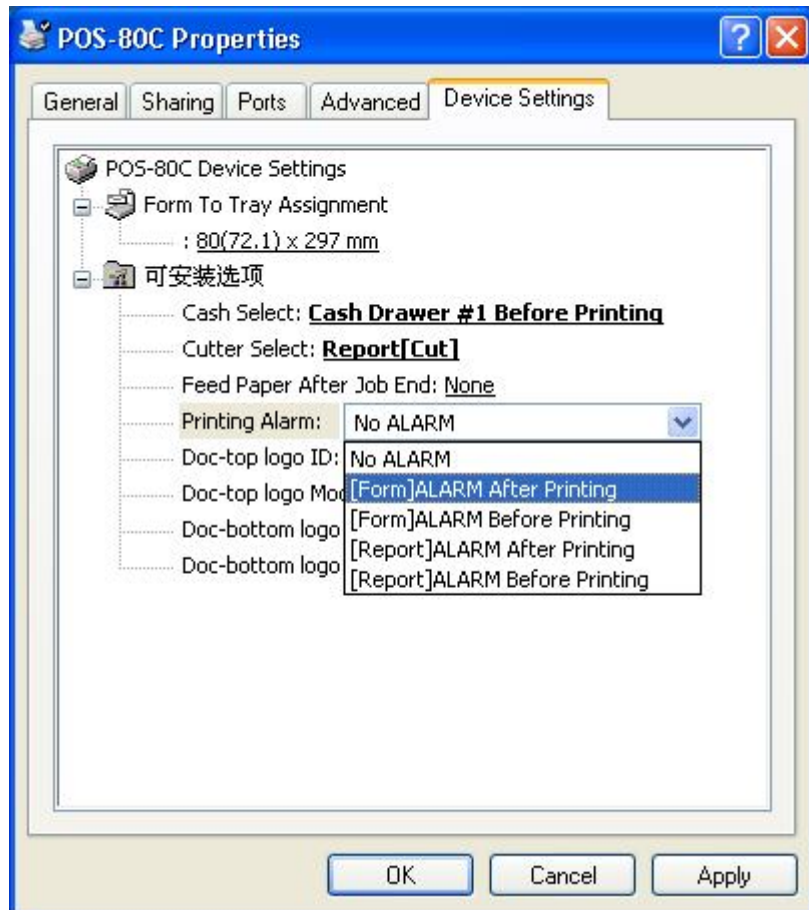 POS-80C Properties
General Sharing Ports Advanced Device Settings
POS-80C Device Settings
Form To Tray Assignment
: 80(72.1) x 297 mm
可安装选项
Cash Select: Cash Drawer #1 Before Printing
Cutter Select: Report[Cut]
Feed Paper After Job End: None
Printing Alarm: No ALARM
Doc-top logo ID: No ALARM
Doc-top logo [Form]ALARM After Printing
Doc-bottom logo [Form]ALARM Before Printing
Doc-bottom logo [Report]ALARM After Printing
[Report]ALARM Before Printing
OK Cancel Apply